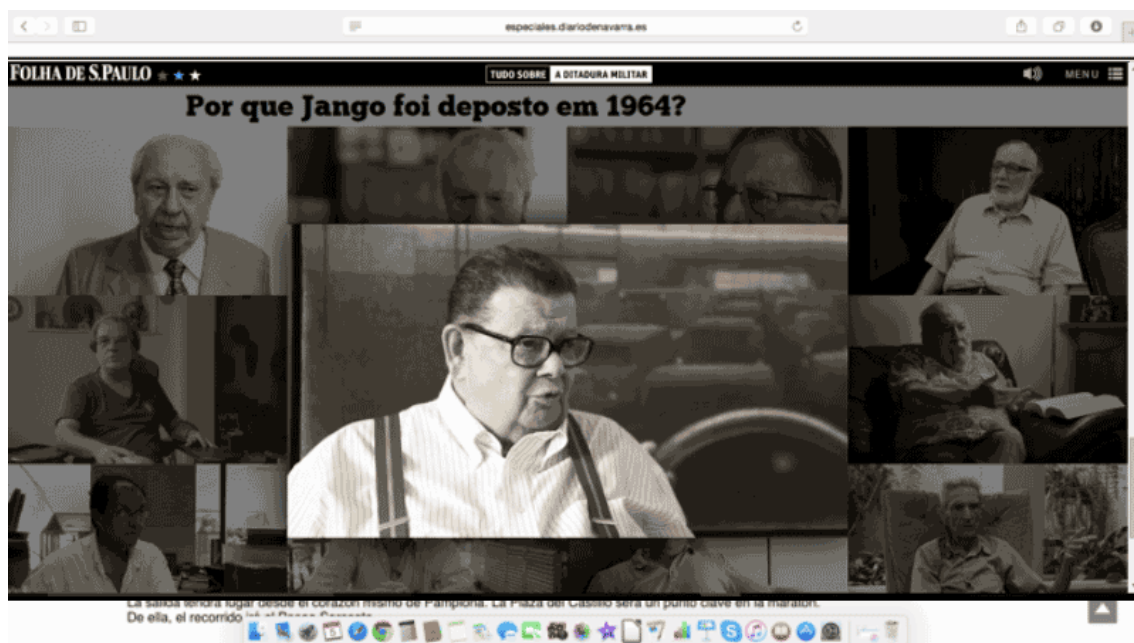 especiales.diariodenavarra.es
FOLHA DE S.PAULO
TUDO SOBRE A DITADURA MILITAR
MENU
Por que Jango foi deposto em 1964?
La salida tendrá lugar desde el corazón mismo de Pamplona. La Plaza del Castillo será un punto clave en la maratón.
De ella, el recorrido